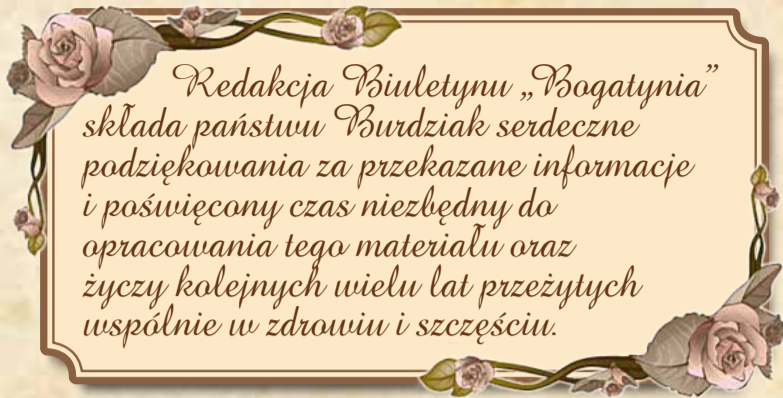 Redakcja Biuletynu „Bogatynia”
składa państwu Burdziak serdeczne
podziękowania za przekazane informacje
i poświęcony czas niezbędny do
opracowania tego materiału oraz
życzy kolejnych wielu lat przeżytych
wspólnie w zdrowiu i szczęściu.